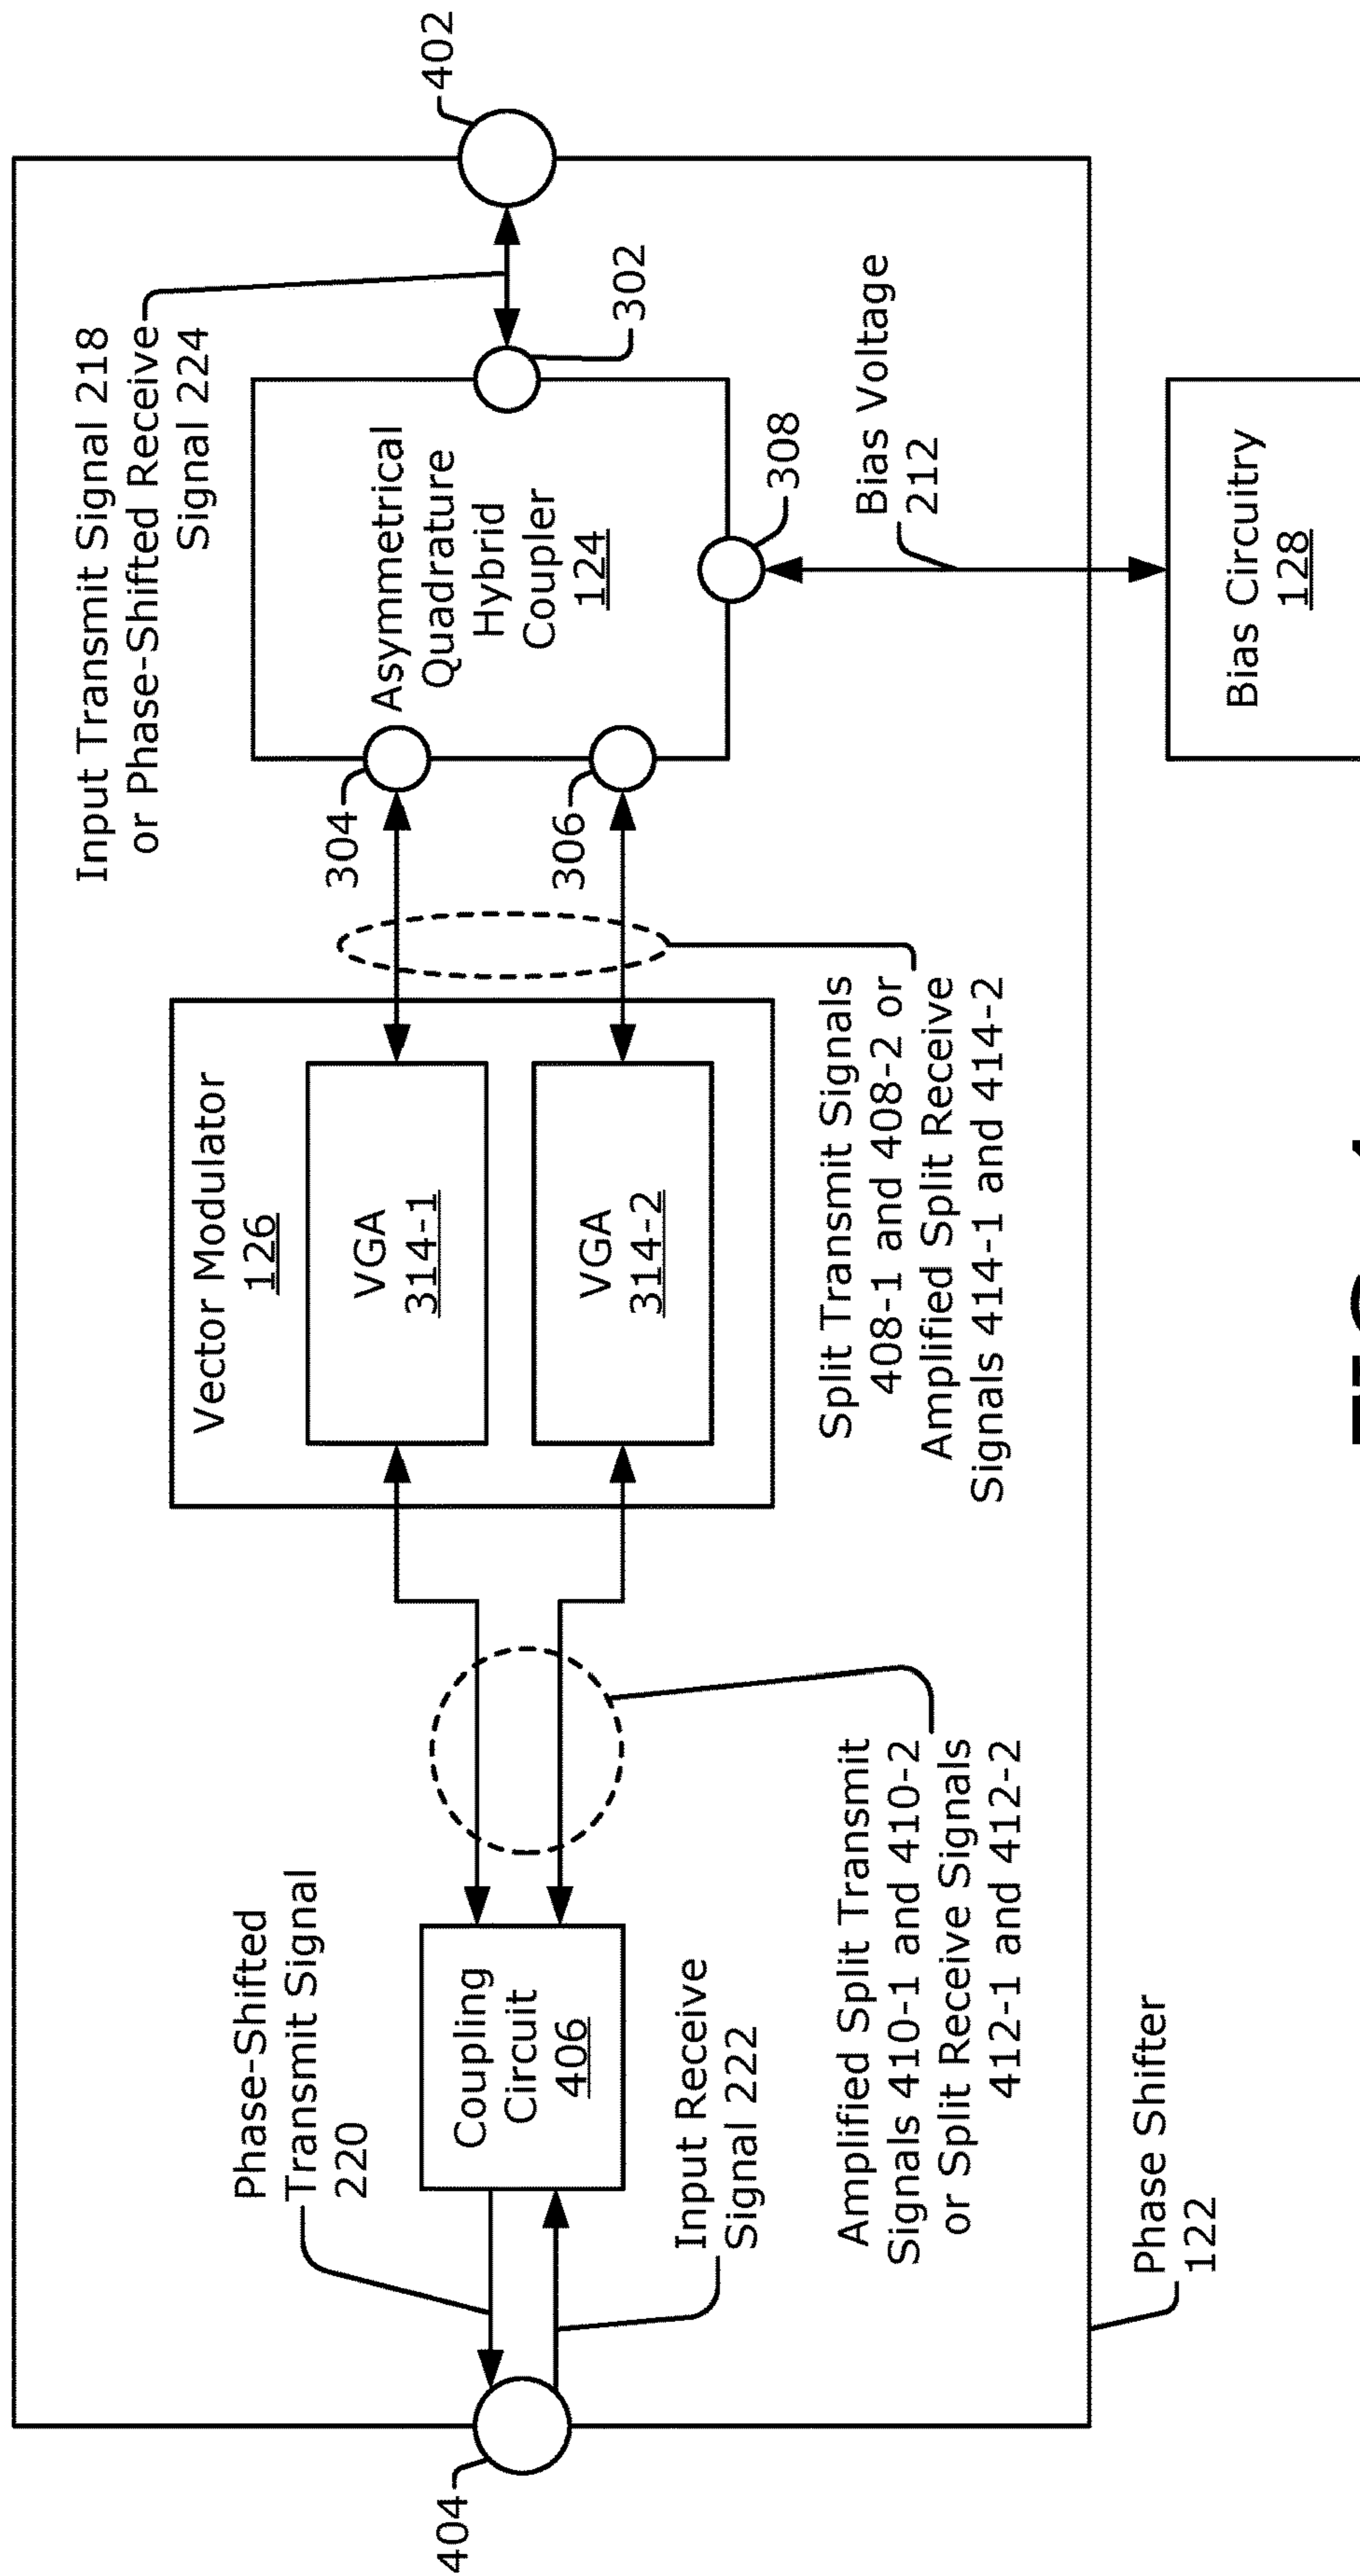 404
Phase-Shifted
Transmit Signal
220
Coupling
Circuit
406
Input Receive
Signal 222
Amplified Split Transmit
Signals 410-1 and 410-2
or Split Receive Signals
412-1 and 412-2
Phase Shifter
122
Vector Modulator
126
VGA
314-1
VGA
314-2
Split Transmit Signals
408-1 and 408-2 or
Amplified Split Receive
Signals 414-1 and 414-2
304
306
Input Transmit Signal 218
or Phase-Shifted Receive
Signal 224
Asymmetrical
Quadrature
Hybrid
Coupler
124
302
402
308
Bias Voltage
212
Bias Circuitry
128